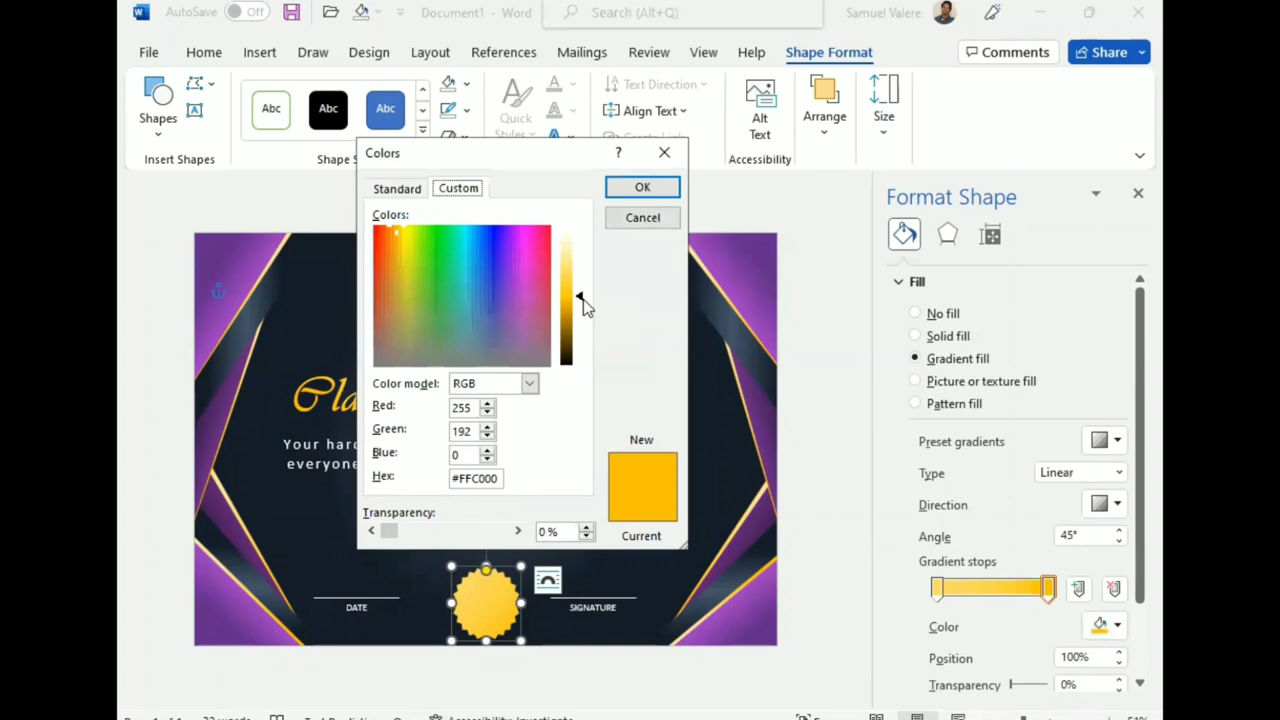 AutoSave Off Document1 - Word Search (Alt+Q) Samuel Valere
File Home Insert Draw Design Layout References Mailings Review View Help Shape Format Comments Share
Shapes
Insert Shapes
Abc Abc Abc
Quick
Text Direction
Align Text
Alt
Text
Accessibility
Arrange
Size
Colors
?
Standard Custom
OK
Cancel
Colors:
Color model: RGB
Red: 255
Green: 192
Blue: 0
Hex: #FFC000
Transparency:
0 %
New
Current
Your hard
everyone
DATE
SIGNATURE
Format Shape
Fill
No fill
Solid fill
Gradient fill
Picture or texture fill
Pattern fill
Preset gradients
Type Linear
Direction
Angle 45°
Gradient stops
Color
Position 100%
Transparency 0%